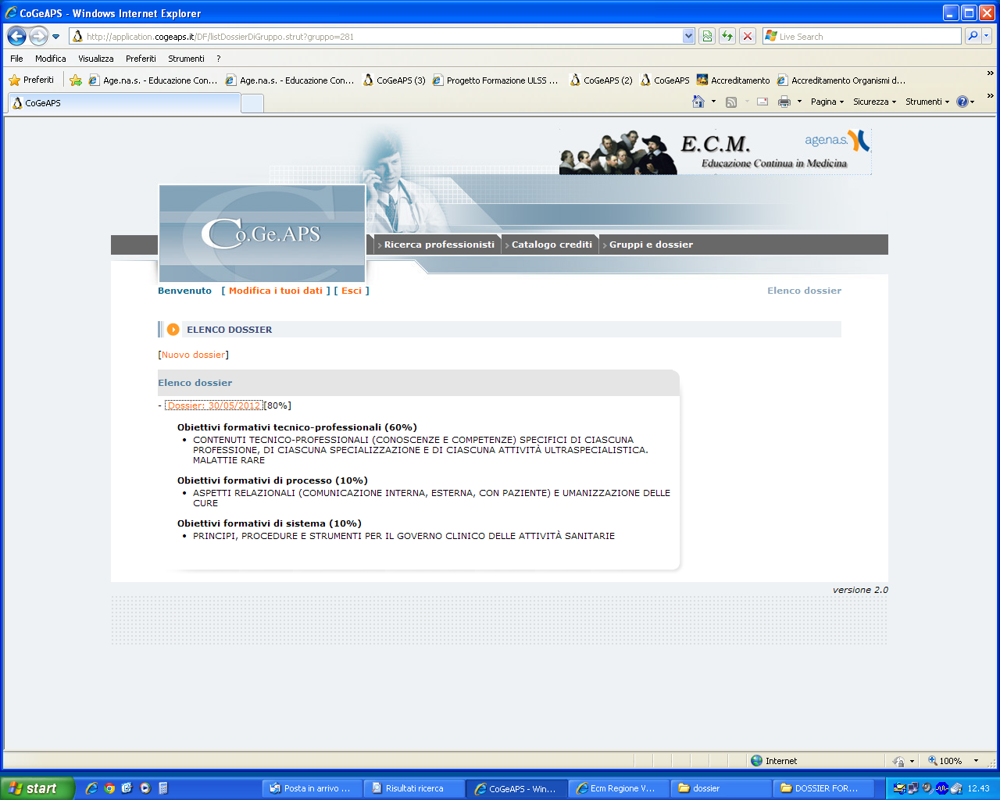 CoGeAPS - Windows Internet Explorer
http://application.cogeaps.it/DF/listDossierDiGruppo.strut?gruppo=281
Live Search
File Modifica Visualizza Preferiti Strumenti ?
Preferiti Age.na.s. - Educazione Con... Age.na.s. - Educazione Con... CoGeAPS (3) Progetto Formazione ULSS ... CoGeAPS (2) CoGeAPS Accreditamento Accreditamento Organismi d... »
CoGeAPS Pagina Sicurezza Strumenti ? »
E.C.M. age.na.s.
Educazione Continua in Medicina
Co.Ge.APS
Ricerca professionisti Catalogo crediti Gruppi e dossier
Benvenuto [ Modifica i tuoi dati ] [ Esci ] Elenco dossier
ELENCO DOSSIER
[Nuovo dossier]
Elenco dossier
- Dossier: 30/05/2012 [80%]
Obiettivi formativi tecnico-professionali (60%)
• CONTENUTI TECNICO-PROFESSIONALI (CONOSCENZE E COMPETENZE) SPECIFICI DI CIASCUNA
PROFESSIONE, DI CIASCUNA SPECIALIZZAZIONE E DI CIASCUNA ATTIVITÀ ULTRASPECIALISTICA.
MALATTIE RARE
Obiettivi formativi di processo (10%)
• ASPETTI RELAZIONALI (COMUNICAZIONE INTERNA, ESTERNA, CON PAZIENTE) E UMANIZZAZIONE DELLE
CURE
Obiettivi formativi di sistema (10%)
• PRINCIPI, PROCEDURE E STRUMENTI PER IL GOVERNO CLINICO DELLE ATTIVITÀ SANITARIE
versione 2.0
Internet 100%
start Posta in arrivo ... Risultati ricerca CoGeAPS - Win... Ecm Regione V... dossier DOSSIER FOR... 12.43